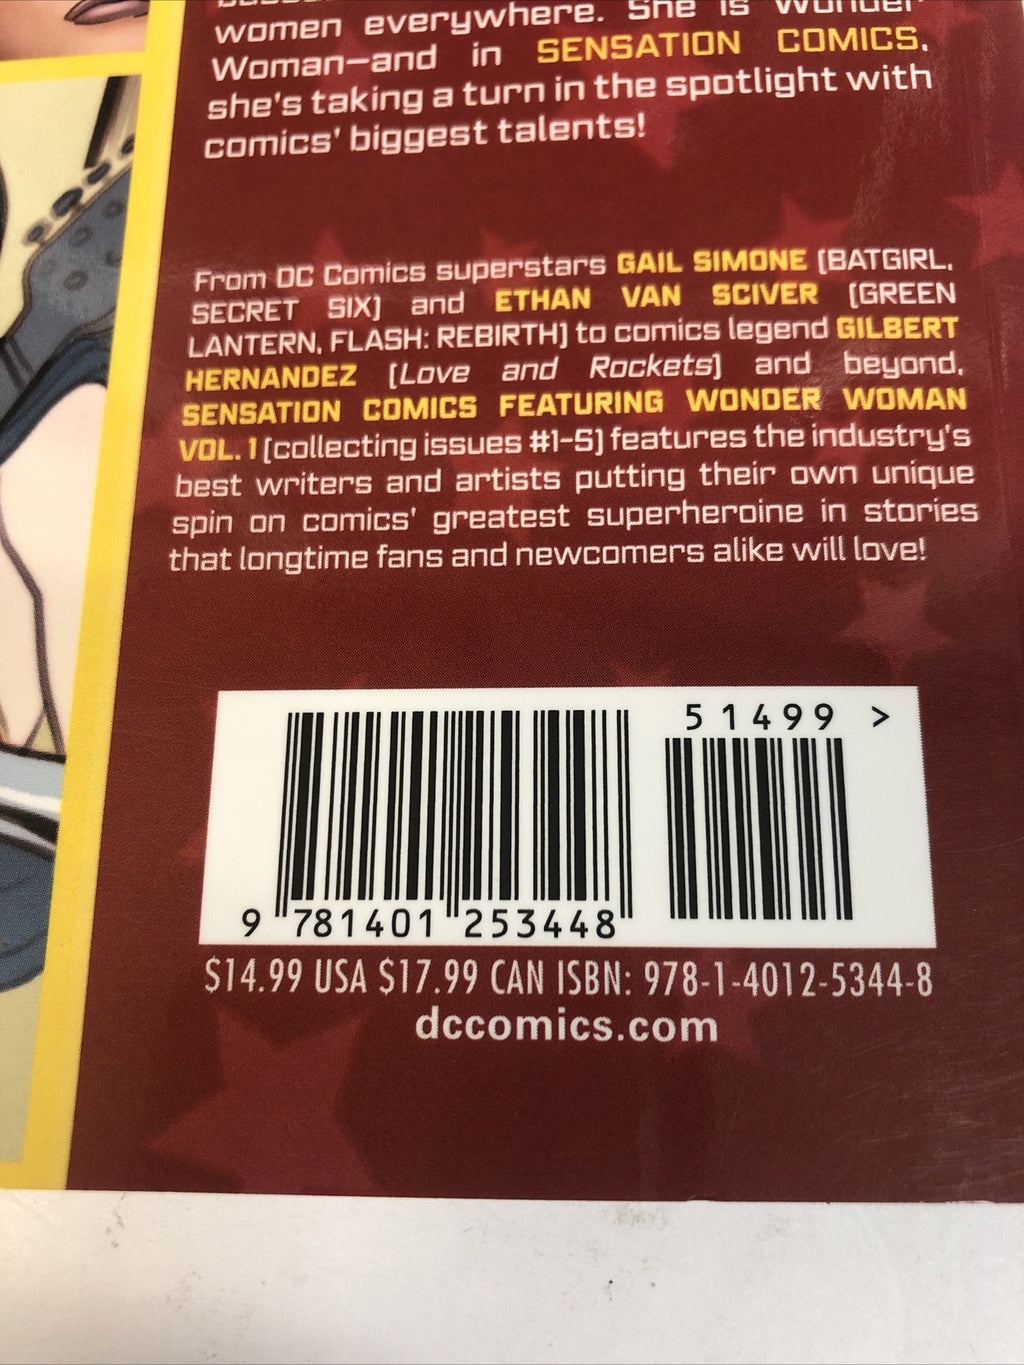 women everywhere. She is Wonder
Woman—and in SENSATION COMICS,
she's taking a turn in the spotlight with
comics' biggest talents!
From DC Comics superstars GAIL SIMONE (BATGIRL,
SECRET SIX) and ETHAN VAN SCIVER (GREEN
LANTERN, FLASH: REBIRTH) to comics legend GILBERT
HERNANDEZ (Love and Rockets) and beyond,
SENSATION COMICS FEATURING WONDER WOMAN
VOL. 1 (collecting issues #1-5) features the industry's
best writers and artists putting their own unique
spin on comics' greatest superheroine in stories
that longtime fans and newcomers alike will love!
51499 >
9 781401 253448
$14.99 USA $17.99 CAN ISBN: 978-1-4012-5344-8
dccomics.com